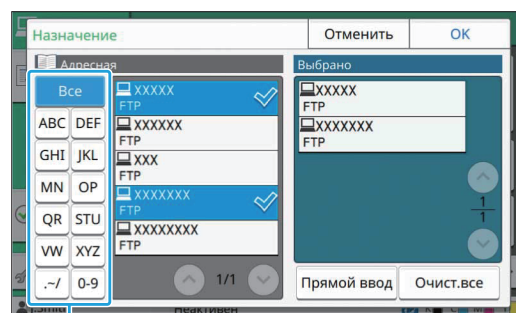 Назначение
Отменить
OK
Адресная
Выбрано
Все
ABC DEF
GHI JKL
MN OP
QR STU
VW XYZ
.~/ 0-9
XXXXX
FTP
XXXXXX
FTP
XXX
FTP
XXXXXXX
FTP
XXXXXXXX
FTP
1/1
XXXXX
FTP
XXXXXXX
FTP
1
1
Прямой ввод
Очист.все
Неактивен